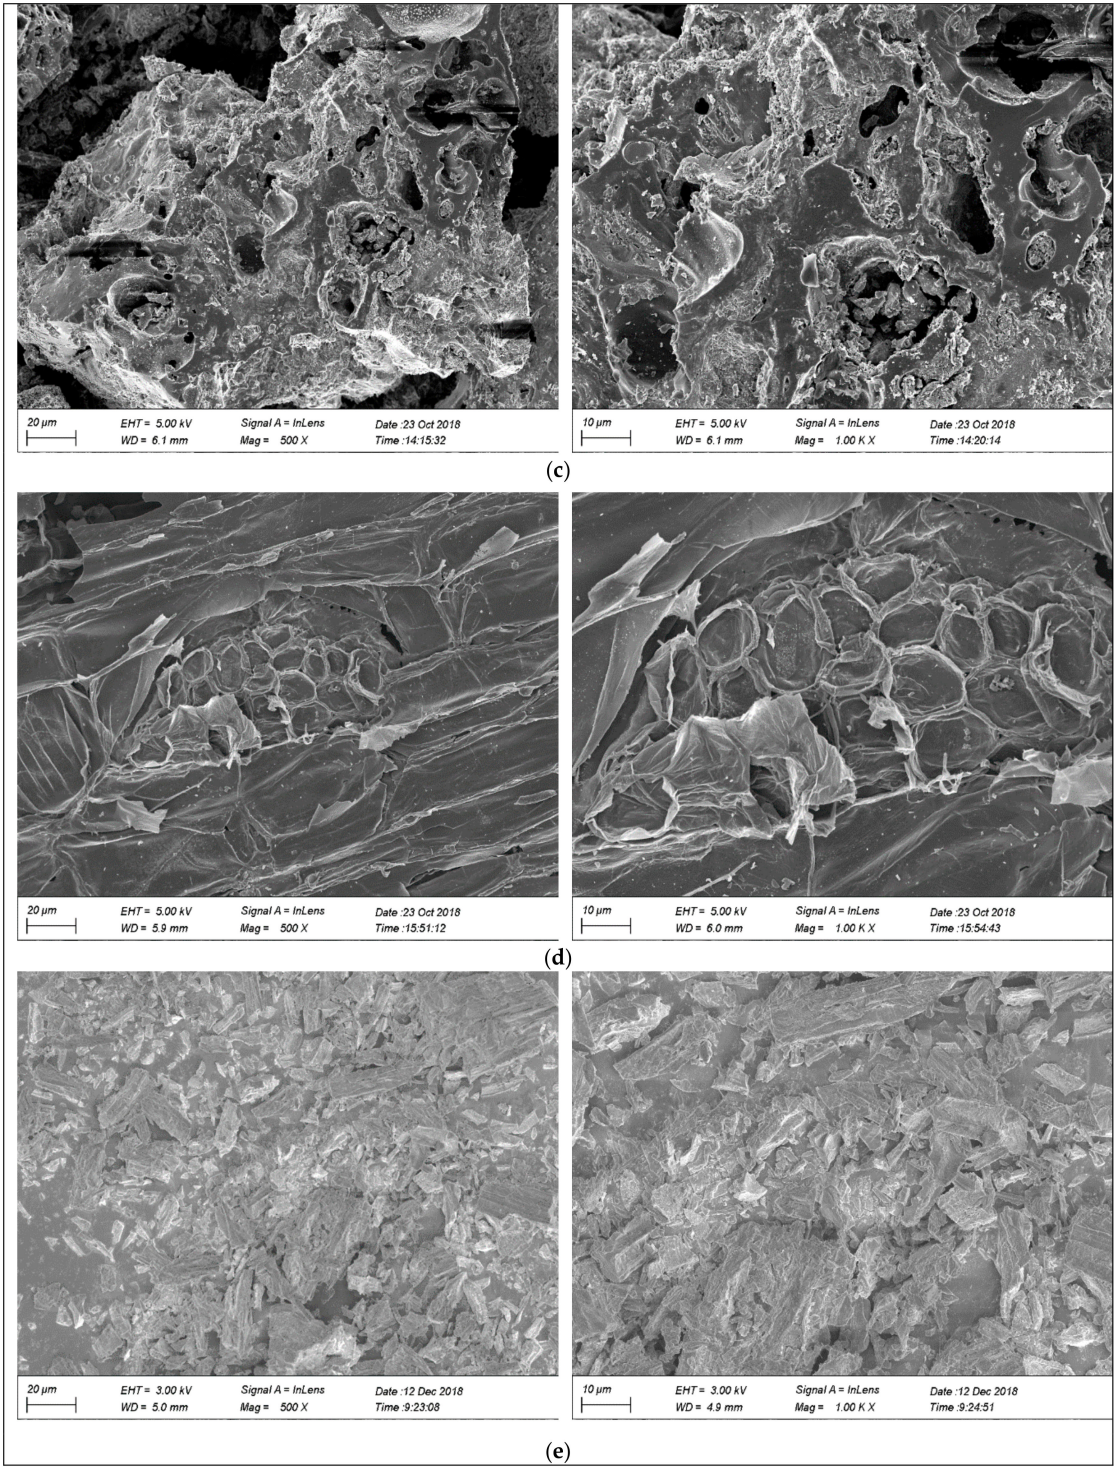 20 µm EHT = 5.00 kV Signal A = InLens Date :23 Oct 2018
WD = 6.1 mm Mag = 500 X Time :14:15:32
10 µm EHT = 5.00 kV Signal A = InLens Date :23 Oct 2018
WD = 6.1 mm Mag = 1.00 K X Time :14:20:14
(c)
20 µm EHT = 5.00 kV Signal A = InLens Date :23 Oct 2018
WD = 5.9 mm Mag = 500 X Time :15:51:12
10 µm EHT = 5.00 kV Signal A = InLens Date :23 Oct 2018
WD = 6.0 mm Mag = 1.00 K X Time :15:54:43
(d)
20 µm EHT = 3.00 kV Signal A = InLens Date :12 Dec 2018
WD = 5.0 mm Mag = 500 X Time :9:23:08
10 µm EHT = 3.00 kV Signal A = InLens Date :12 Dec 2018
WD = 4.9 mm Mag = 1.00 K X Time :9:24:51
(e)